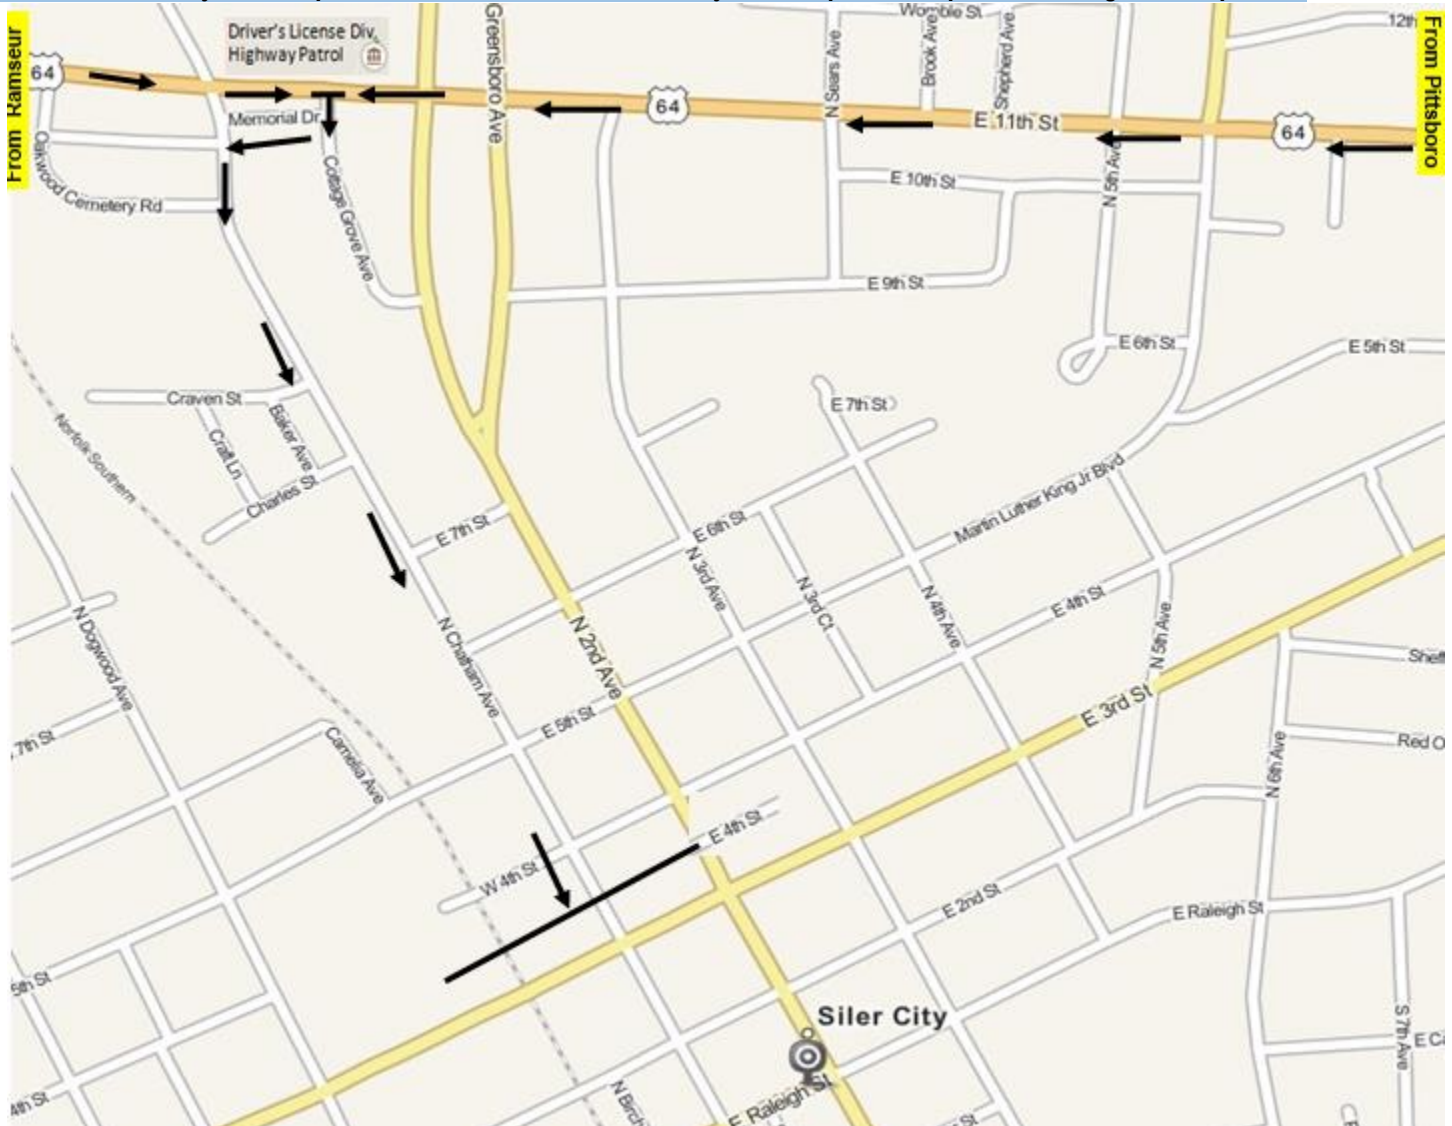 Driver's License Div.
Highway Patrol
From Ramseur
From Pittsboro
64
64
64
Greensboro Ave
Womble St
12th
N Sears Ave
Brook Ave
Shepherd Ave
E 11th St
Memorial Dr
Oakwood Cemetery Rd
Cottage Grove Ave
E 10th St
N 5th Ave
E 9th St
E 6th St
E 5th St
E 7th St
Craven St
Baker Ave
Craft Ln
Charles St
Norfolk Southern
E 7th St
E 6th St
Martin Luther King Jr Blvd
N 3rd Ave
N 3rd Ct
N 4th Ave
E 4th St
N 5th Ave
N Dogwood Ave
N Chatham Ave
N 2nd Ave
E 5th St
7th St
Camelia Ave
E 3rd St
Sheff
Red O
N 6th Ave
E 4th St
W 4th St
E 2nd St
E Raleigh St
5th St
Siler City
S 7th Ave
E Ca
4th St
N Birch
E Raleigh St
St